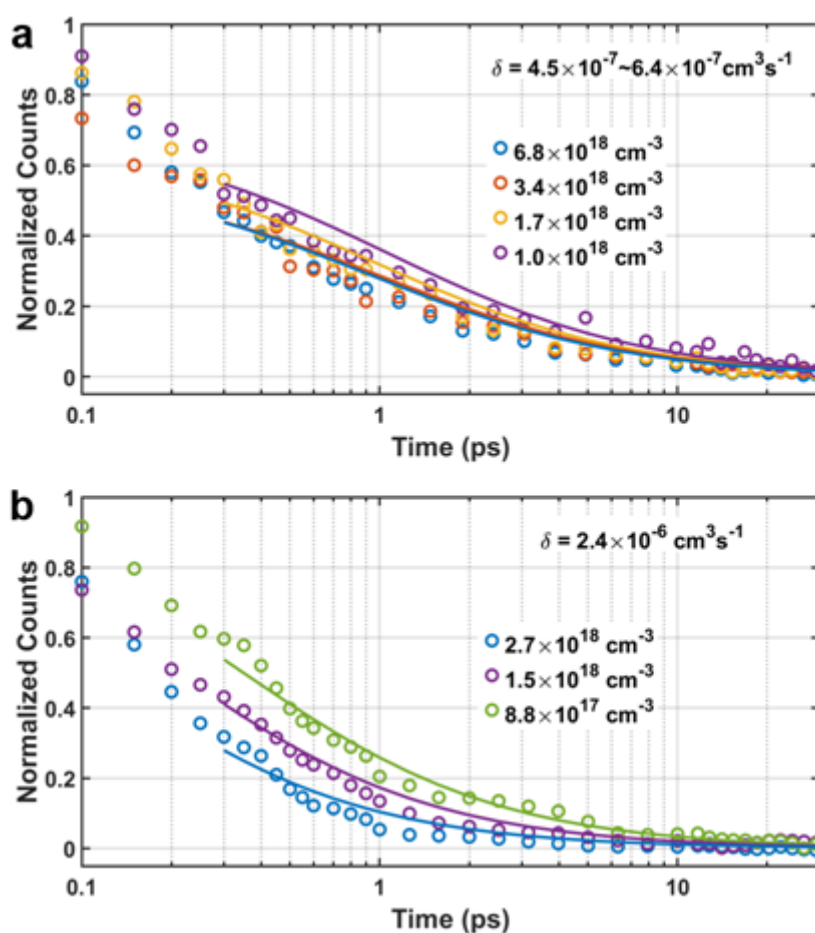 a
1
0.8
0.6
0.4
0.2
0
Normalized Counts
δ = 4.5×10⁻⁷~6.4×10⁻⁷cm³s⁻¹
6.8×10¹⁸ cm⁻³
3.4×10¹⁸ cm⁻³
1.7×10¹⁸ cm⁻³
1.0×10¹⁸ cm⁻³
0.1 1 10
Time (ps)
b
1
0.8
0.6
0.4
0.2
0
Normalized Counts
δ = 2.4×10⁻⁶ cm³s⁻¹
2.7×10¹⁸ cm⁻³
1.5×10¹⁸ cm⁻³
8.8×10¹⁷ cm⁻³
0.1 1 10
Time (ps)